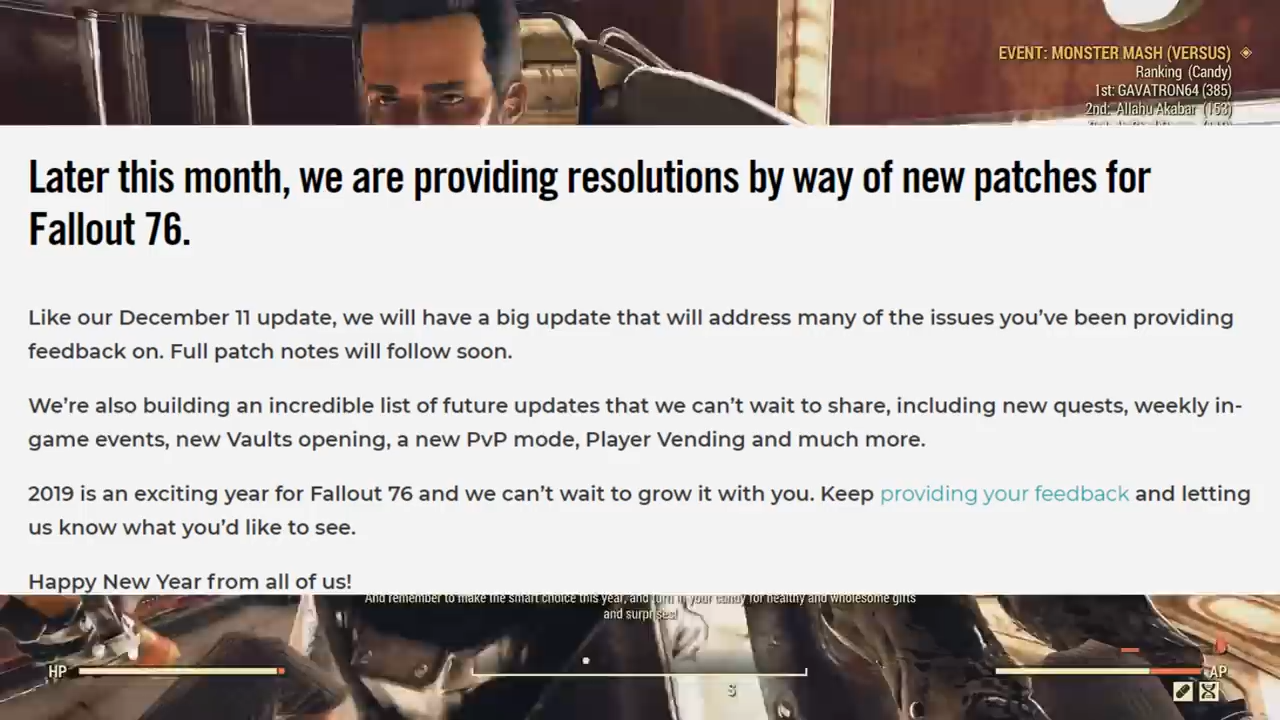 EVENT: MONSTER MASH (VERSUS)
Ranking (Candy)
1st: GAVATRON64 (385)
2nd: Allahu Akabar (153)
Later this month, we are providing resolutions by way of new patches for
Fallout 76.
Like our December 11 update, we will have a big update that will address many of the issues you’ve been providing
feedback on. Full patch notes will follow soon.
We’re also building an incredible list of future updates that we can’t wait to share, including new quests, weekly in-
game events, new Vaults opening, a new PvP mode, Player Vending and much more.
2019 is an exciting year for Fallout 76 and we can’t wait to grow it with you. Keep providing your feedback and letting
us know what you’d like to see.
Happy New Year from all of us!
And remember to make the smart choice this year, and turn in your candy for healthy and wholesome gifts
and surprises!
HP
S
AP